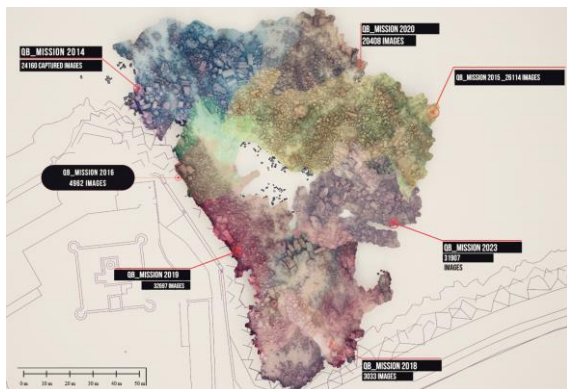 QB_MISSION 2014
24160 CAPTURED IMAGES
QB_MISSION 2020
20408 IMAGES
QB_MISSION 2015 _26114 IMAGES
QB_MISSION 2016
4962 IMAGES
QB_MISSION 2019
32697 IMAGES
QB_MISSION 2023
31907
IMAGES
QB_MISSION 2018
3033 IMAGES
0 m 10 m 20 m 30 m 40 m 50 m